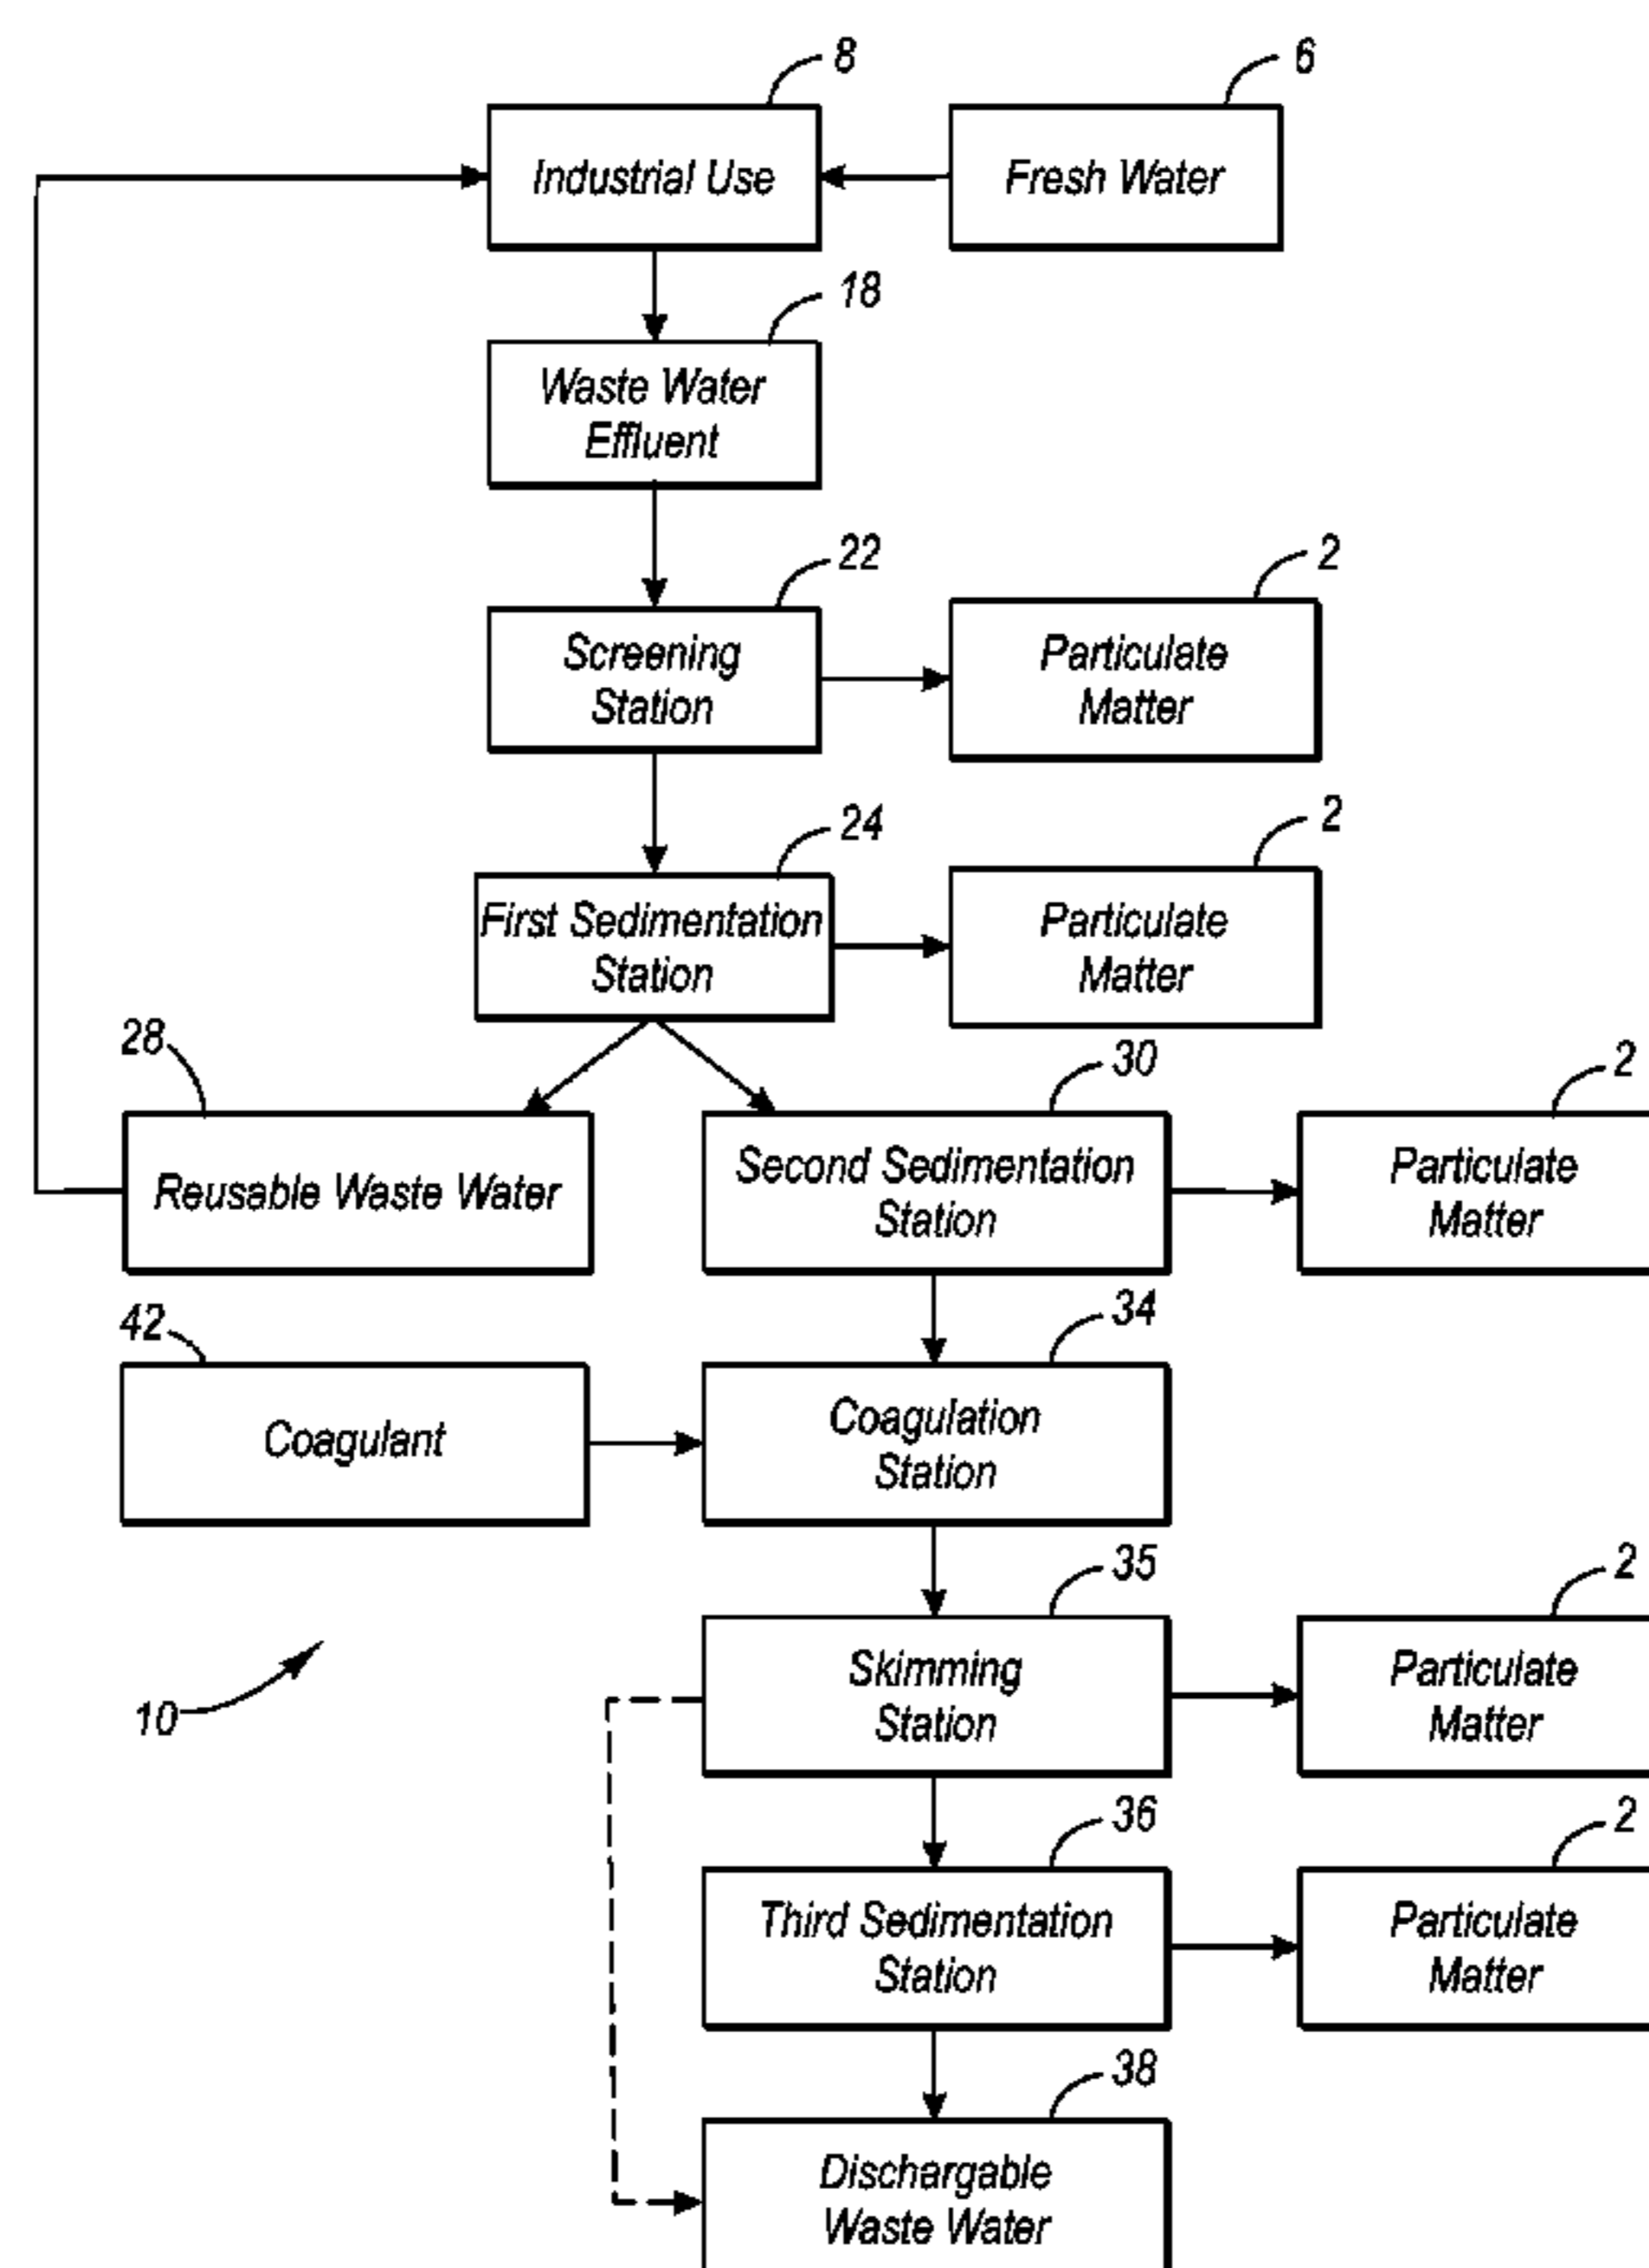 8
6
Industrial Use
Fresh Water
18
Waste Water
Effluent
22
2
Screening
Station
Particulate
Matter
24
2
First Sedimentation
Station
Particulate
Matter
28
30
2
Reusable Waste Water
Second Sedimentation
Station
Particulate
Matter
42
34
Coagulant
Coagulation
Station
35
2
Skimming
Station
Particulate
Matter
10
36
2
Third Sedimentation
Station
Particulate
Matter
38
Dischargable
Waste Water